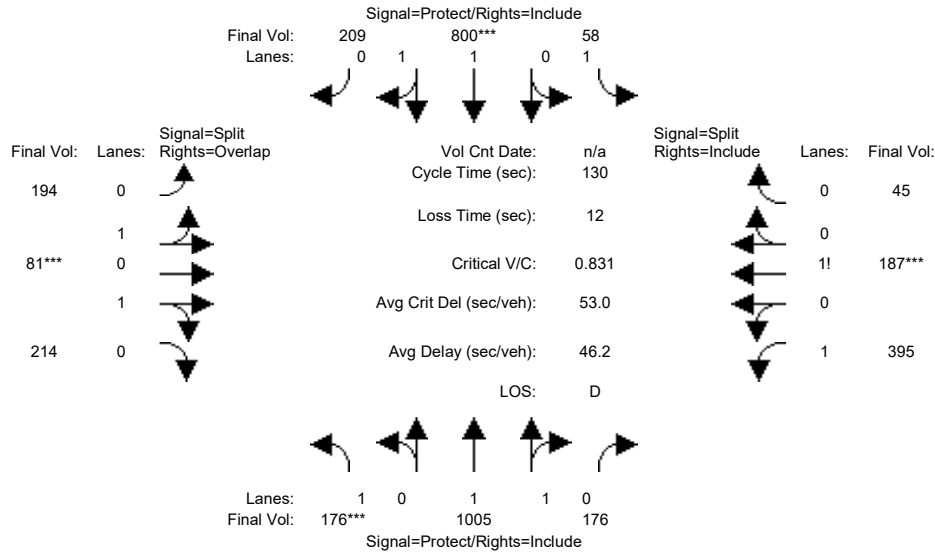 Signal=Protect/Rights=Include
Final Vol: 209 800*** 58
Lanes: 0 1 1 0 1
Signal=Split Signal=Split
Final Vol: Lanes: Rights=Overlap Vol Cnt Date: n/a Rights=Include Lanes: Final Vol:
Cycle Time (sec): 130
194 0 0 45
Loss Time (sec): 12
1 0
81*** 0 Critical V/C: 0.831 1! 187***
1 Avg Crit Del (sec/veh): 53.0 0
214 0 Avg Delay (sec/veh): 46.2 1 395
LOS: D
Lanes: 1 0 1 1 0
Final Vol: 176*** 1005 176
Signal=Protect/Rights=Include